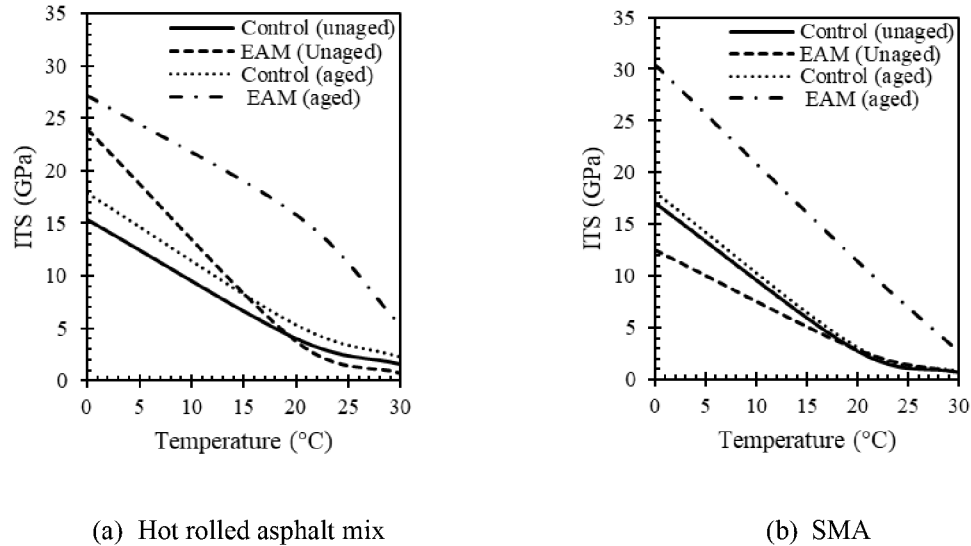 35
30
25
20
15
10
5
0
ITS (GPa)
Control (unaged)
EAM (Unaged)
Control (aged)
EAM (aged)
0 5 10 15 20 25 30
Temperature (°C)
(a) Hot rolled asphalt mix
35
30
25
20
15
10
5
0
ITS (GPa)
Control (unaged)
EAM (Unaged)
Control (aged)
EAM (aged)
0 5 10 15 20 25 30
Temperature (°C)
(b) SMA